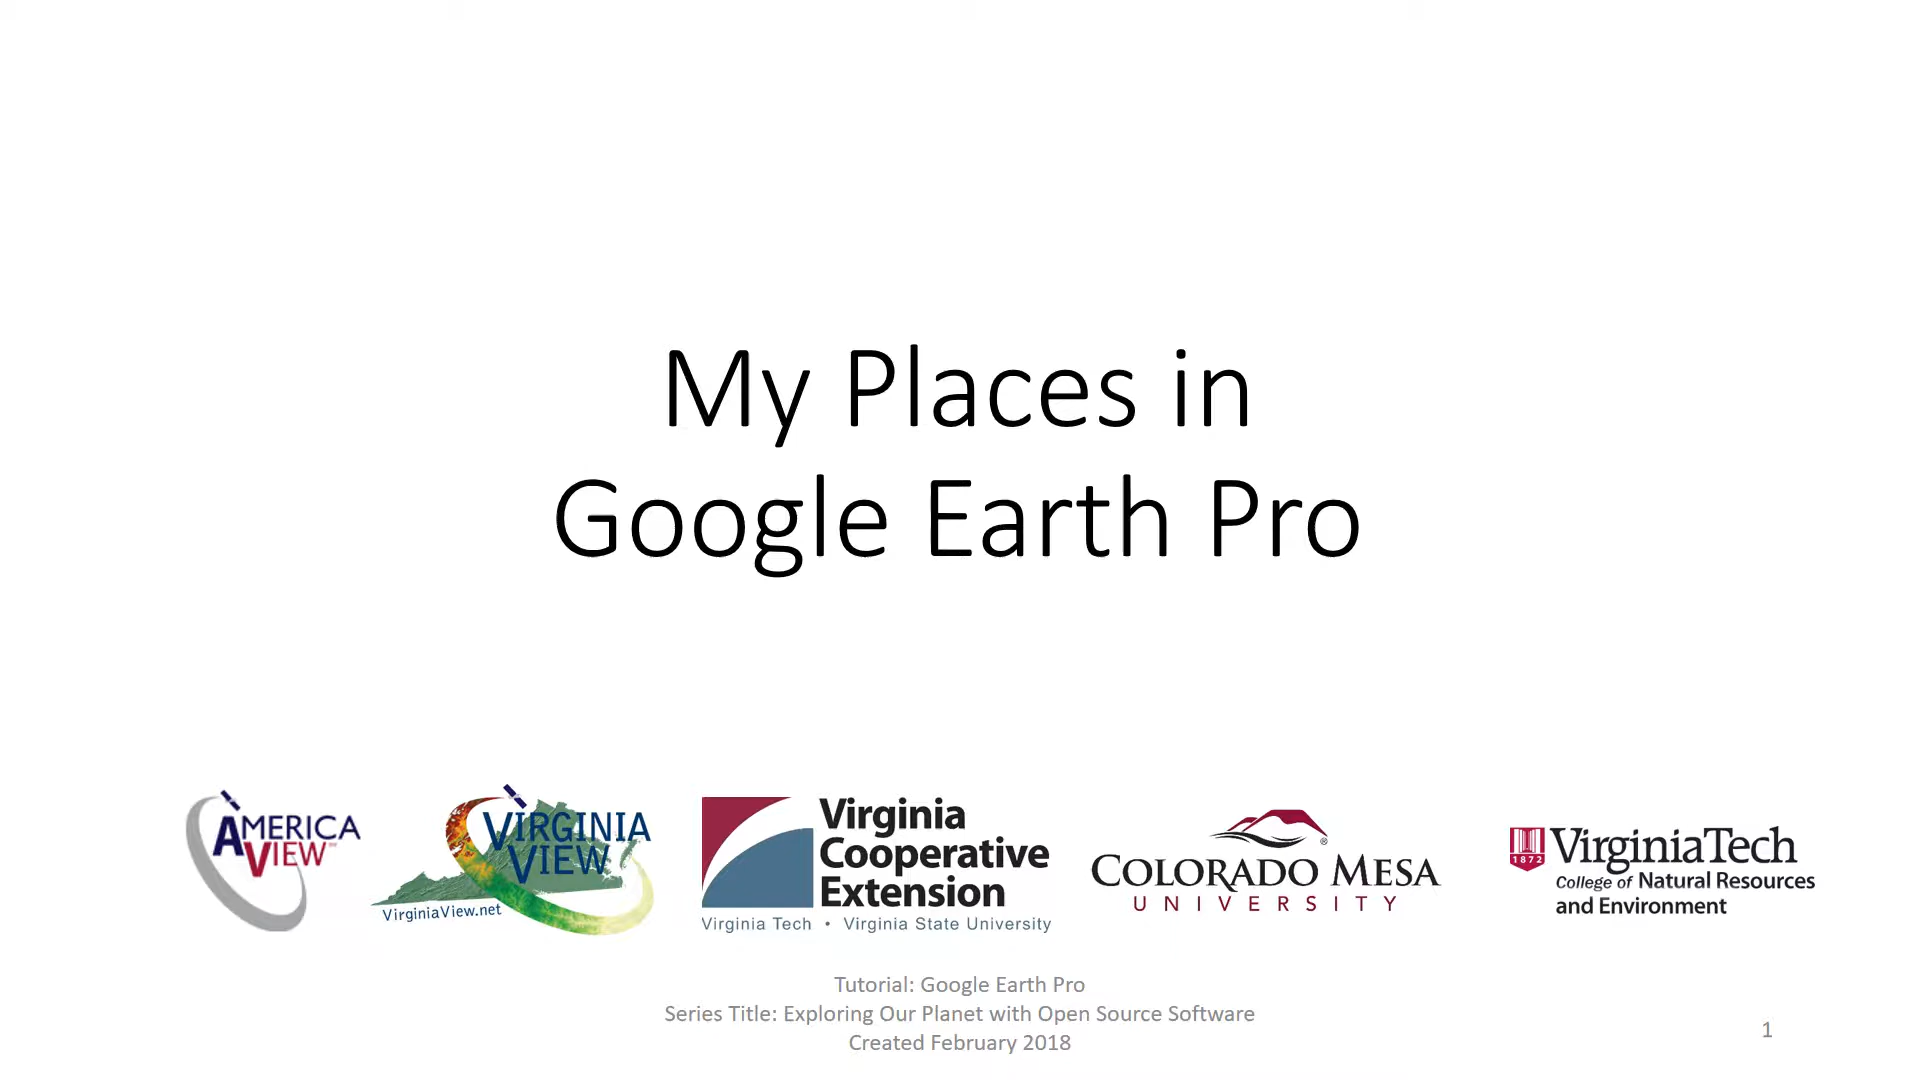 My Places in
Google Earth Pro
AMERICA
VIEW
VIRGINIA
VIEW
VirginiaView.net
Virginia
Cooperative
Extension
Virginia Tech • Virginia State University
COLORADO MESA
UNIVERSITY
1872
VirginiaTech
College of Natural Resources
and Environment
Tutorial: Google Earth Pro
Series Title: Exploring Our Planet with Open Source Software
Created February 2018
1